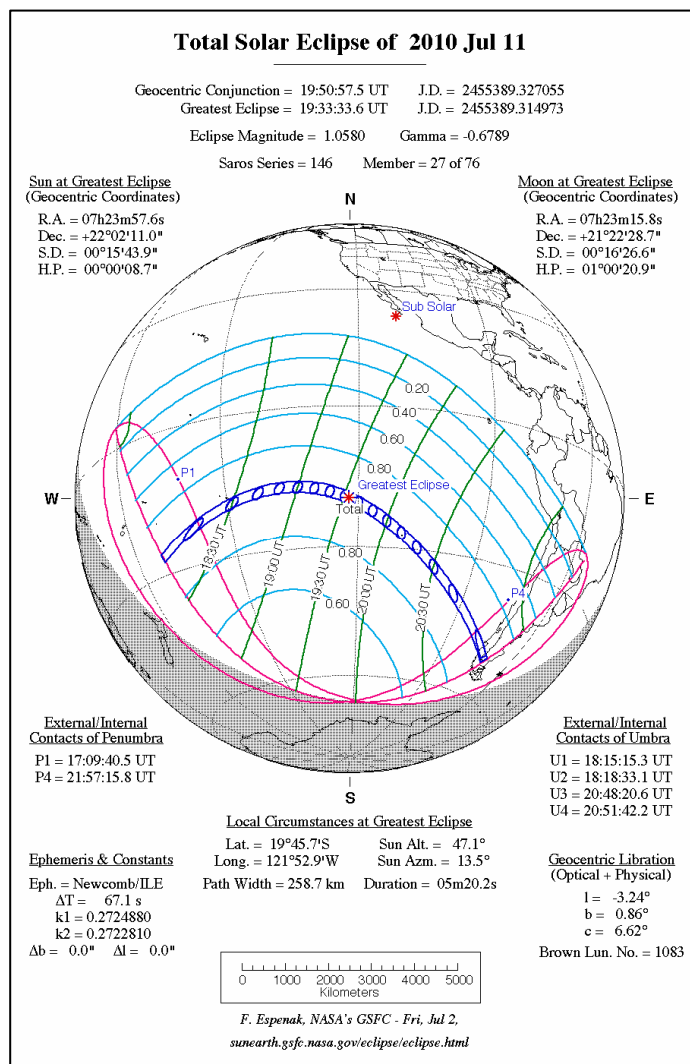 Total Solar Eclipse of 2010 Jul 11
Geocentric Conjunction = 19:50:57.5 UT J.D. = 2455389.327055
Greatest Eclipse = 19:33:33.6 UT J.D. = 2455389.314973
Eclipse Magnitude = 1.0580 Gamma = -0.6789
Saros Series = 146 Member = 27 of 76
Sun at Greatest Eclipse
(Geocentric Coordinates)
R.A. = 07h23m57.6s
Dec. = +22°02'11.0"
S.D. = 00°15'43.9"
H.P. = 00°00'08.7"
Moon at Greatest Eclipse
(Geocentric Coordinates)
R.A. = 07h23m15.8s
Dec. = +21°22'28.7"
S.D. = 00°16'26.6"
H.P. = 01°00'20.9"
N
Sub Solar
0.20
0.40
0.60
0.80
P1
Greatest Eclipse
W
E
Total
0.80
18:30 UT
19:00 UT
19:30 UT
20:00 UT
20:30 UT
0.60
P4
S
External/Internal
Contacts of Penumbra
P1 = 17:09:40.5 UT
P4 = 21:57:15.8 UT
External/Internal
Contacts of Umbra
U1 = 18:15:15.3 UT
U2 = 18:18:33.1 UT
U3 = 20:48:20.6 UT
U4 = 20:51:42.2 UT
Local Circumstances at Greatest Eclipse
Lat. = 19°45.7'S Sun Alt. = 47.1°
Long. = 121°52.9'W Sun Azm. = 13.5°
Path Width = 258.7 km Duration = 05m20.2s
Ephemeris & Constants
Eph. = Newcomb/ILE
ΔT = 67.1 s
k1 = 0.2724880
k2 = 0.2722810
Δb = 0.0" Δl = 0.0"
Geocentric Libration
(Optical + Physical)
l = -3.24°
b = 0.86°
c = 6.62°
Brown Lun. No. = 1083
0 1000 2000 3000 4000 5000
Kilometers
F. Espenak, NASA's GSFC - Fri, Jul 2,
sunearth.gsfc.nasa.gov/eclipse/eclipse.html